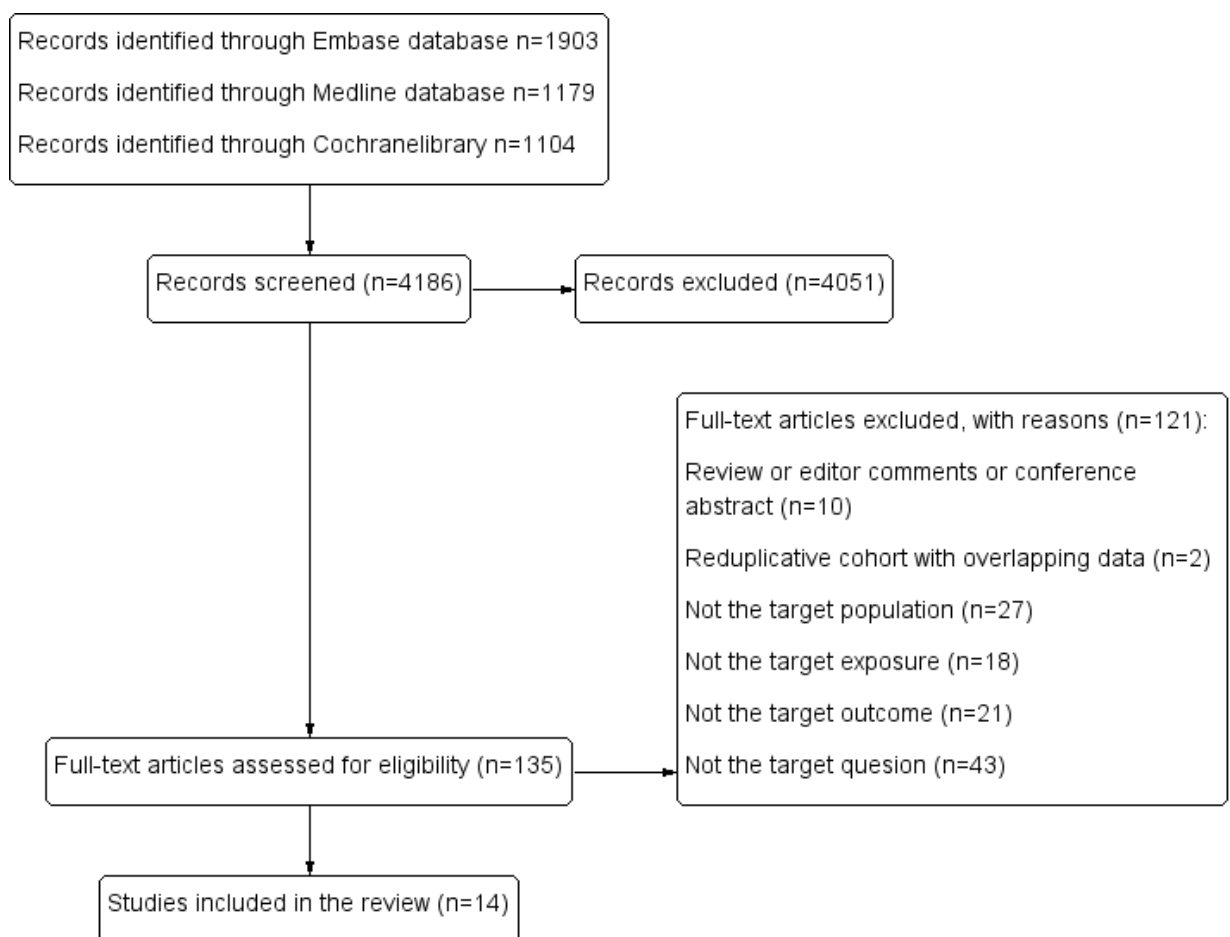 Records identified through Embase database n=1903
Records identified through Medline database n=1179
Records identified through Cochranelibrary n=1104
Records screened (n=4186)
Records excluded (n=4051)
Full-text articles excluded, with reasons (n=121):
Review or editor comments or conference
abstract (n=10)
Reduplicative cohort with overlapping data (n=2)
Not the target population (n=27)
Not the target exposure (n=18)
Not the target outcome (n=21)
Not the target quesion (n=43)
Full-text articles assessed for eligibility (n=135)
Studies included in the review (n=14)